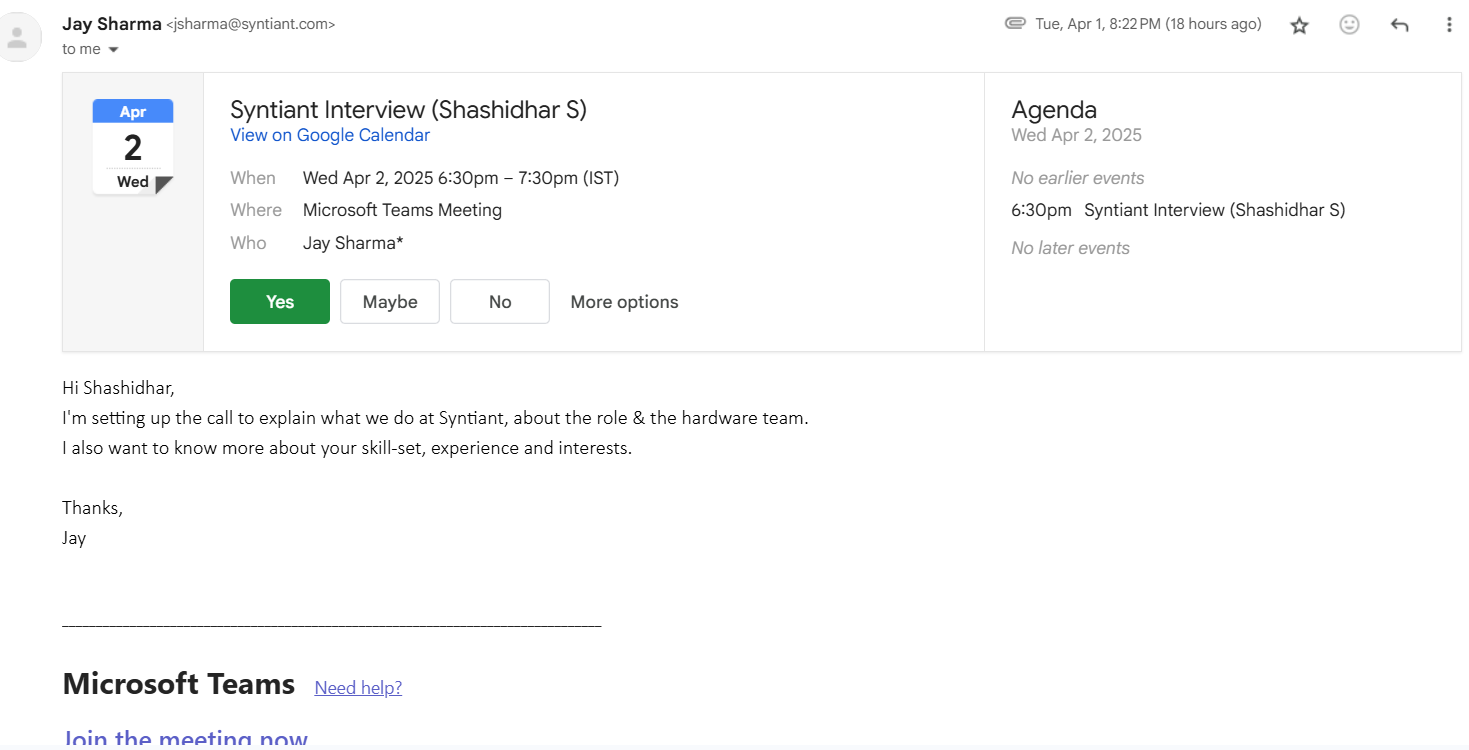 Jay Sharma <jsharma@syntiant.com>
Tue, Apr 1, 8:22 PM (18 hours ago)
to me
Apr
2
Wed
Syntiant Interview (Shashidhar S)
View on Google Calendar
When Wed Apr 2, 2025 6:30pm – 7:30pm (IST)
Where Microsoft Teams Meeting
Who Jay Sharma*
Yes Maybe No More options
Agenda
Wed Apr 2, 2025
No earlier events
6:30pm Syntiant Interview (Shashidhar S)
No later events
Hi Shashidhar,
I'm setting up the call to explain what we do at Syntiant, about the role & the hardware team.
I also want to know more about your skill-set, experience and interests.
Thanks,
Jay
Microsoft Teams Need help?
Join the meeting now